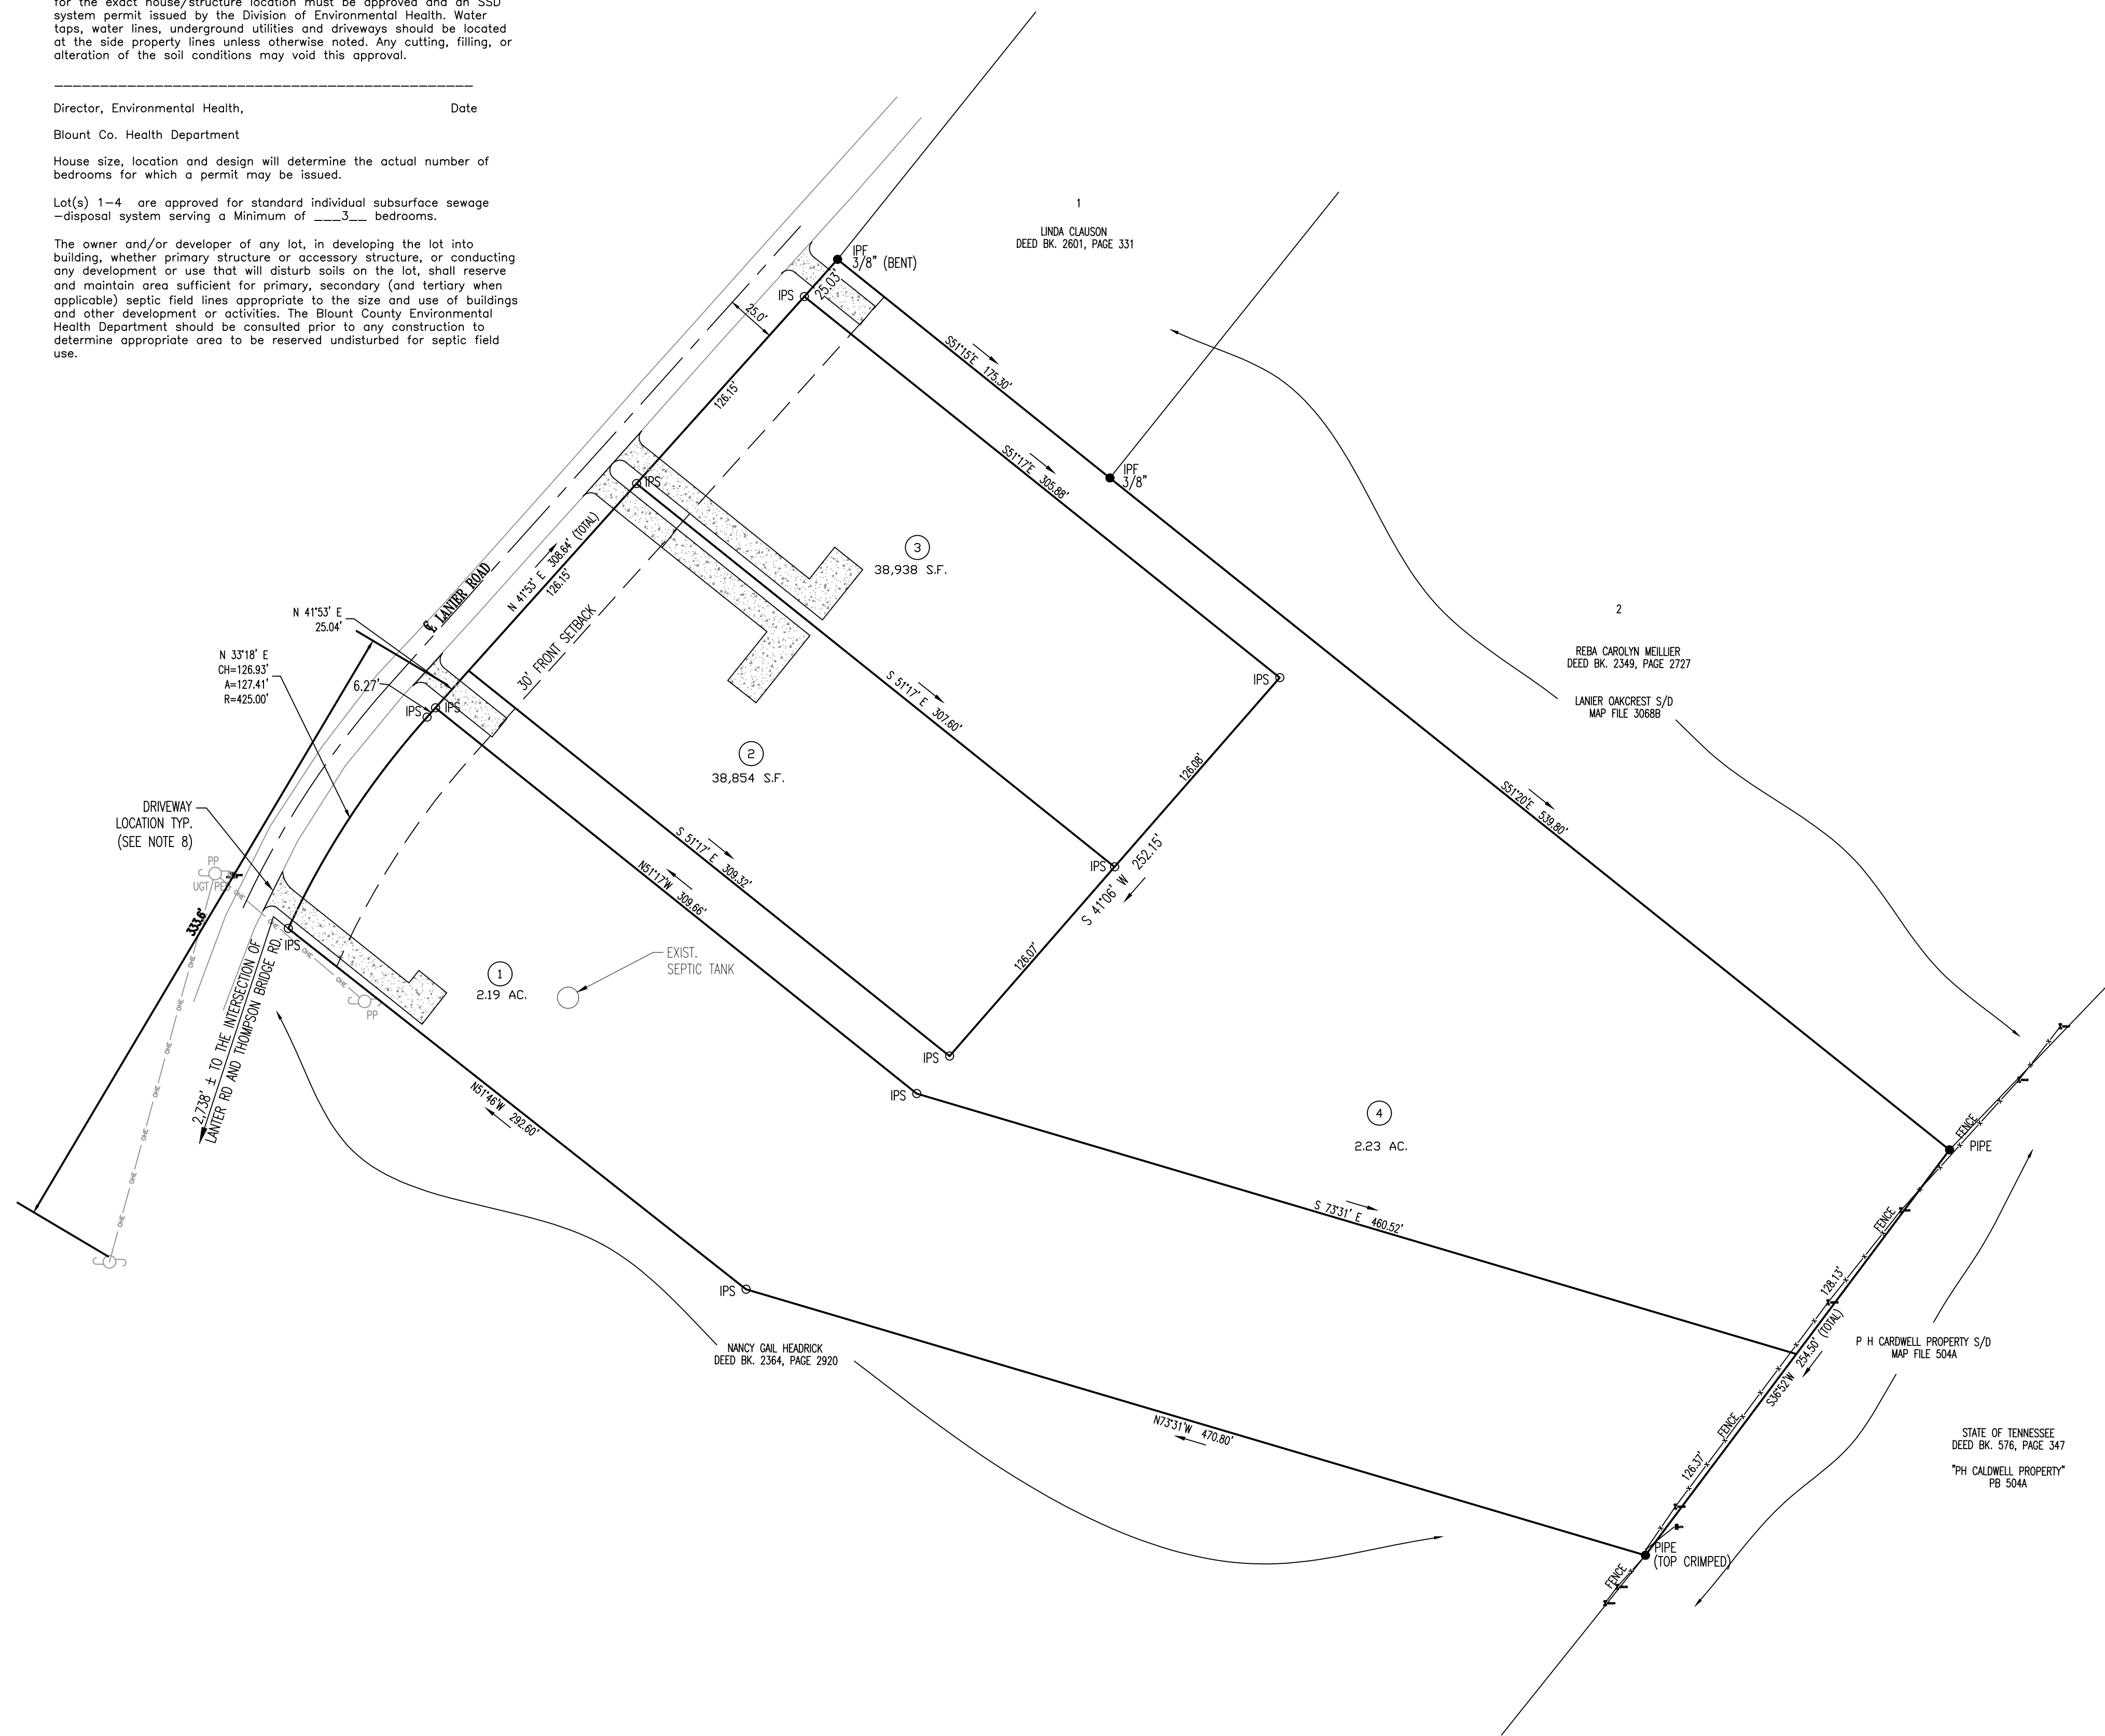 for the exact house/structure location must be approved and an SSD
system permit issued by the Division of Environmental Health. Water
taps, water lines, underground utilities and driveways should be located
at the side property lines unless otherwise noted. Any cutting, filling, or
alteration of the soil conditions may void this approval.
Director, Environmental Health, Date
Blount Co. Health Department
House size, location and design will determine the actual number of
bedrooms for which a permit may be issued.
Lot(s) 1-4 are approved for standard individual subsurface sewage
-disposal system serving a Minimum of ___3__ bedrooms.
The owner and/or developer of any lot, in developing the lot into
building, whether primary structure or accessory structure, or conducting
any development or use that will disturb soils on the lot, shall reserve
and maintain area sufficient for primary, secondary (and tertiary when
applicable) septic field lines appropriate to the size and use of buildings
and other development or activities. The Blount County Environmental
Health Department should be consulted prior to any construction to
determine appropriate area to be reserved undisturbed for septic field
use.
1
LINDA CLAUSON
DEED BK. 2601, PAGE 331
IPF
3/8" (BENT)
IPS
25.03'
25.0'
S51°15'E 175.30'
126.15'
S51°17'E 305.88'
IPF
3/8"
IPS
N 41°53' E 308.64' (TOTAL)
126.15'
3
38,938 S.F.
℄ LANIER ROAD
30' FRONT SETBACK
N 41°53' E
25.04'
N 33°18' E
CH=126.93'
A=127.41'
R=425.00'
6.27'
IPS
IPS
2
REBA CAROLYN MEILLIER
DEED BK. 2349, PAGE 2727
LANIER OAKCREST S/D
MAP FILE 3068B
IPS
S 51°17' E 307.60'
2
38,854 S.F.
126.08'
S51°20'E 539.80'
DRIVEWAY
LOCATION TYP.
(SEE NOTE 8)
PP
UGT/PED
S 51°17' E 309.32'
N51°17'W 309.66'
IPS
S 41°06' W 252.15'
126.07'
333.6'
OHE
OHE
OHE
IPS
OHE
OHE
OHE
OHE
OHE
OHE
PP
1
2.19 AC.
EXIST.
SEPTIC TANK
2,738' ± TO THE INTERSECTION OF
LANTER RD AND THOMPSON BRIDGE RD.
IPS
IPS
N51°46'W 292.60'
4
2.23 AC.
FENCE
PIPE
S 73°31' E 460.52'
FENCE
128.13'
254.50' (TOTAL)
S36°52'W
IPS
NANCY GAIL HEADRICK
DEED BK. 2364, PAGE 2920
P H CARDWELL PROPERTY S/D
MAP FILE 504A
N73°31'W 470.80'
FENCE
126.37'
STATE OF TENNESSEE
DEED BK. 576, PAGE 347
"PH CALDWELL PROPERTY"
PB 504A
PIPE
(TOP CRIMPED)
FENCE